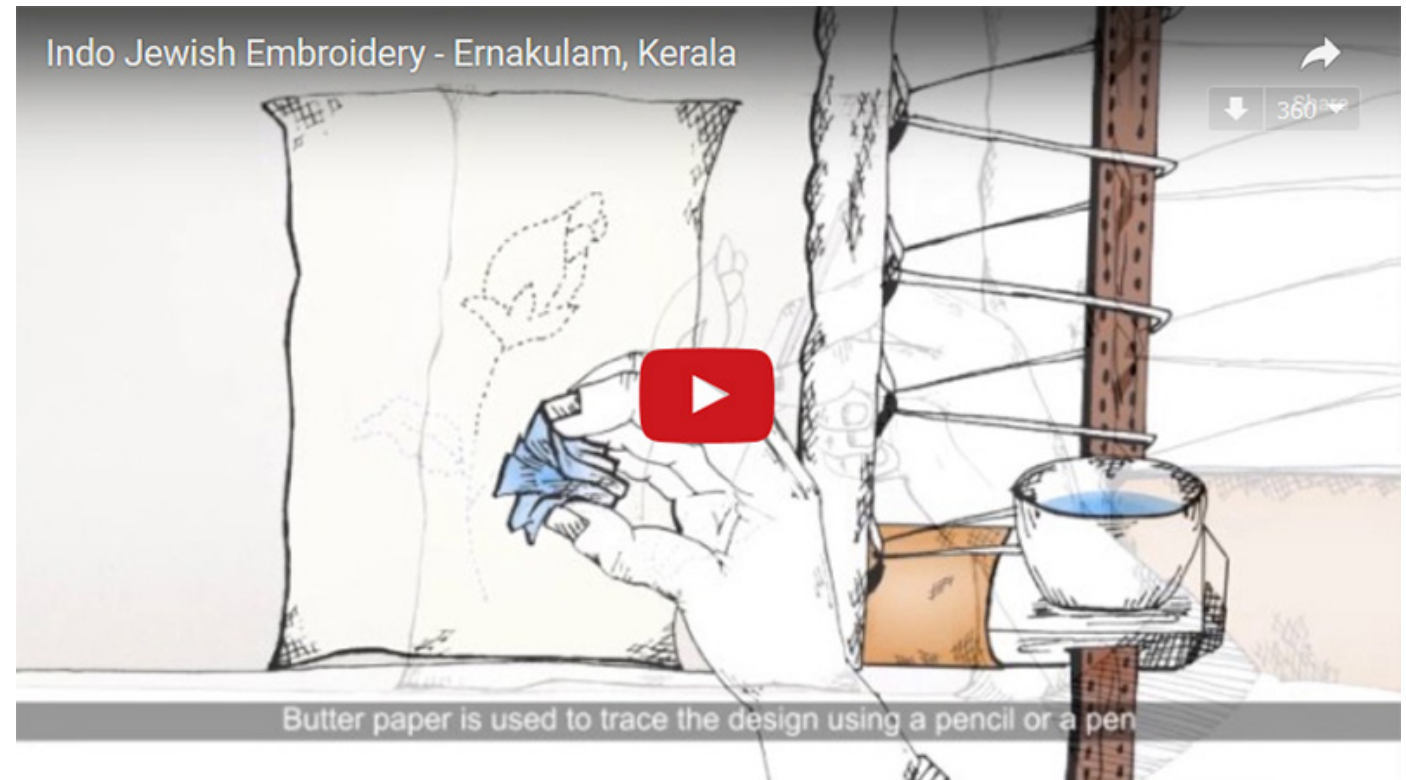 Indo Jewish Embroidery - Ernakulam, Kerala
Share
360
Butter paper is used to trace the design using a pencil or a pen